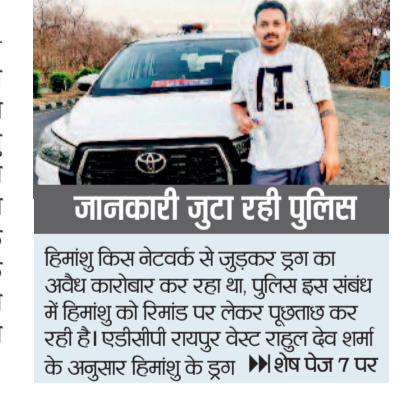 I.T.
जानकारी जुटा रही पुलिस
हिमांशु किस नेटवर्क से जुड़कर ड्रग का
अवैध कारोबार कर रहा था, पुलिस इस संबंध
में हिमांशु को रिमांड पर लेकर पूछताछ कर
रही है। एडीसीपी रायपुर वेस्ट राहुल देव शर्मा
के अनुसार हिमांशु के ड्रग ▶▶। शेष पेज 7 पर